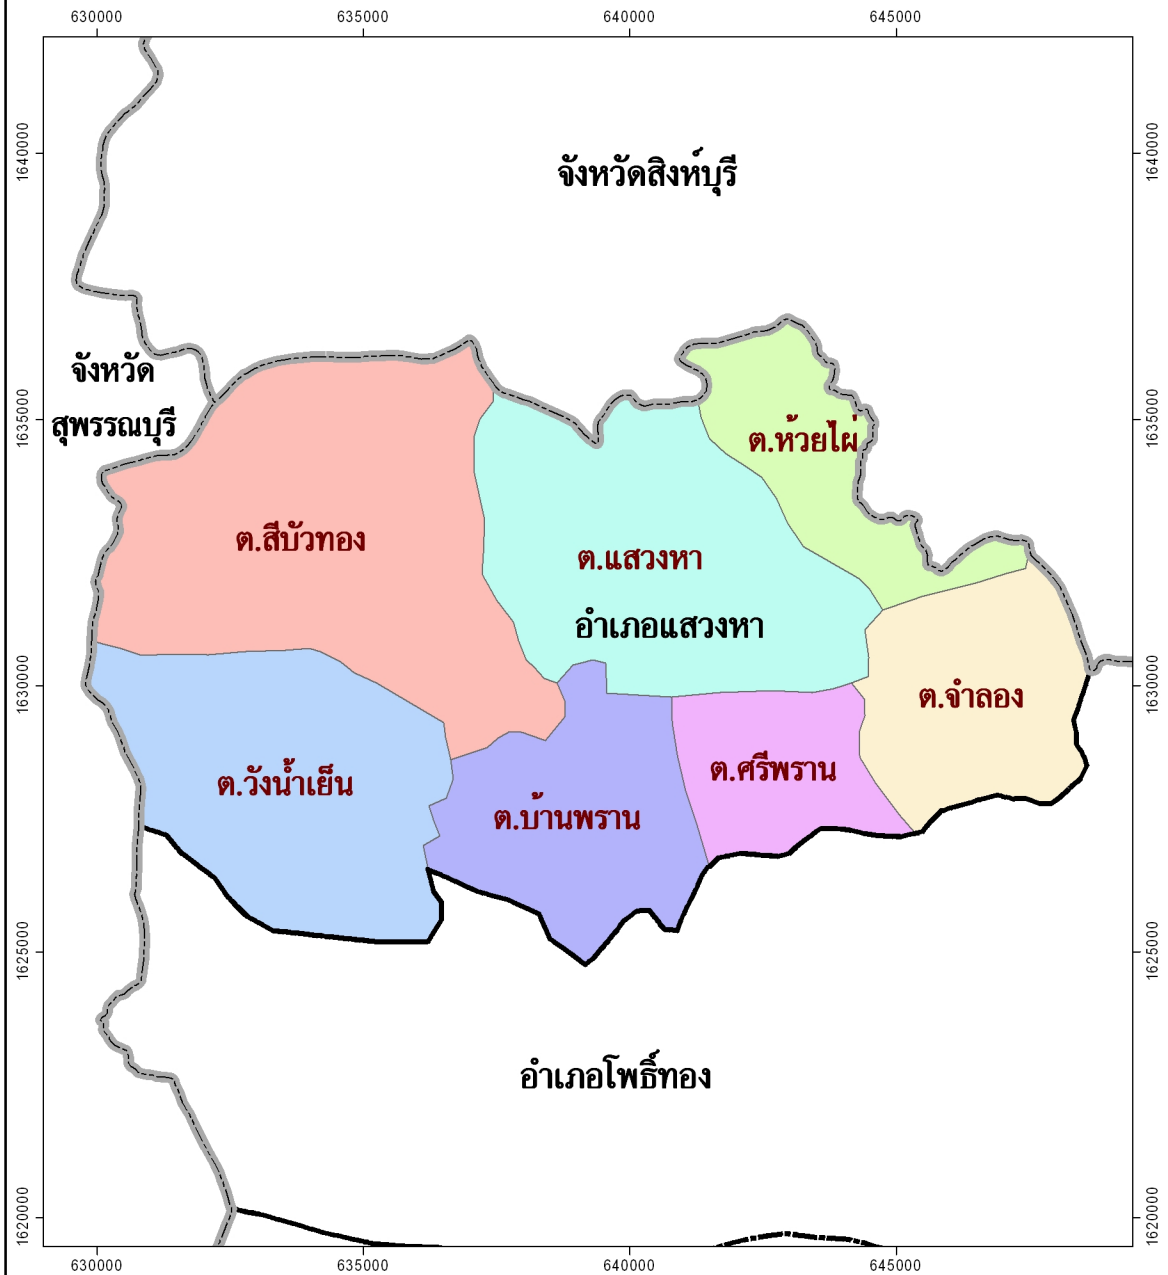 630000 635000 640000 645000
1640000 1640000
จังหวัดสิงห์บุรี
จังหวัด
สุพรรณบุรี
1635000 1635000
ต.ห้วยไผ่
ต.สีบัวทอง
ต.แสวงหา
อำเภอแสวงหา
1630000 1630000
ต.จำลอง
ต.ศรีพราน
ต.วังน้ำเย็น
ต.บ้านพราน
1625000 1625000
อำเภอโพธิ์ทอง
1620000 1620000
630000 635000 640000 645000